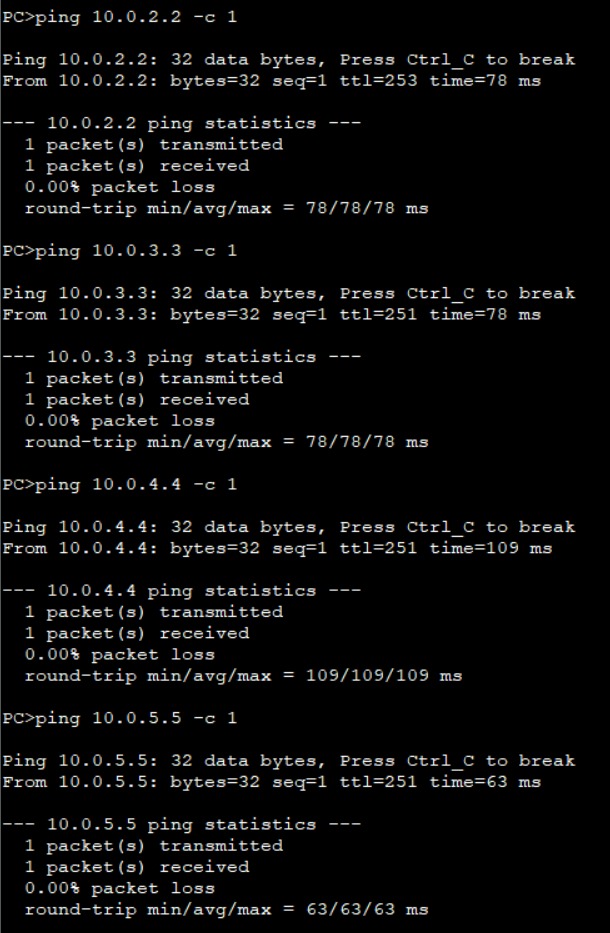 PC>ping 10.0.2.2 -c 1
Ping 10.0.2.2: 32 data bytes, Press Ctrl_C to break
From 10.0.2.2: bytes=32 seq=1 ttl=253 time=78 ms
--- 10.0.2.2 ping statistics ---
1 packet(s) transmitted
1 packet(s) received
0.00% packet loss
round-trip min/avg/max = 78/78/78 ms
PC>ping 10.0.3.3 -c 1
Ping 10.0.3.3: 32 data bytes, Press Ctrl_C to break
From 10.0.3.3: bytes=32 seq=1 ttl=251 time=78 ms
--- 10.0.3.3 ping statistics ---
1 packet(s) transmitted
1 packet(s) received
0.00% packet loss
round-trip min/avg/max = 78/78/78 ms
PC>ping 10.0.4.4 -c 1
Ping 10.0.4.4: 32 data bytes, Press Ctrl_C to break
From 10.0.4.4: bytes=32 seq=1 ttl=251 time=109 ms
--- 10.0.4.4 ping statistics ---
1 packet(s) transmitted
1 packet(s) received
0.00% packet loss
round-trip min/avg/max = 109/109/109 ms
PC>ping 10.0.5.5 -c 1
Ping 10.0.5.5: 32 data bytes, Press Ctrl_C to break
From 10.0.5.5: bytes=32 seq=1 ttl=251 time=63 ms
--- 10.0.5.5 ping statistics ---
1 packet(s) transmitted
1 packet(s) received
0.00% packet loss
round-trip min/avg/max = 63/63/63 ms